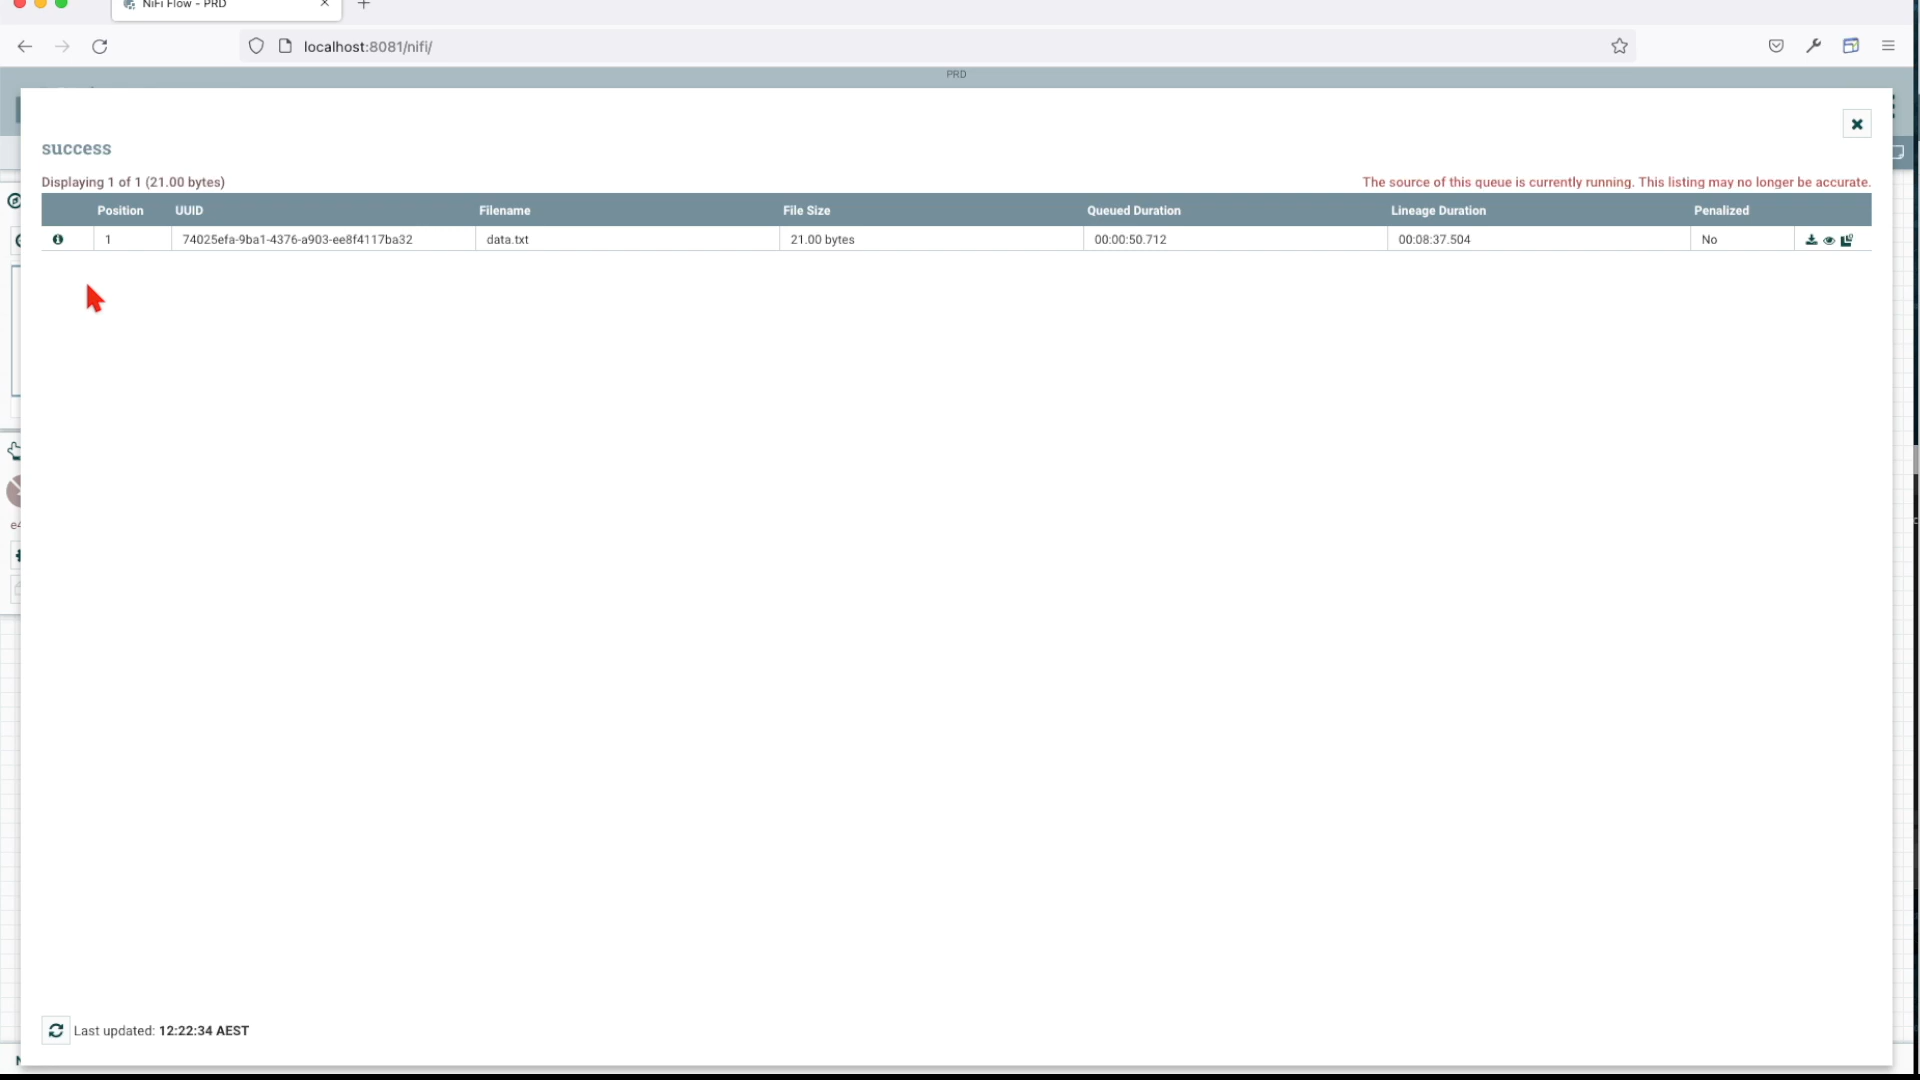 NiFi Flow - PRD
localhost:8081/nifi/
PRD
success
Displaying 1 of 1 (21.00 bytes)
The source of this queue is currently running. This listing may no longer be accurate.
Position UUID Filename File Size Queued Duration Lineage Duration Penalized
1 74025efa-9ba1-4376-a903-ee8f4117ba32 data.txt 21.00 bytes 00:00:50.712 00:08:37.504 No
Last updated: 12:22:34 AEST